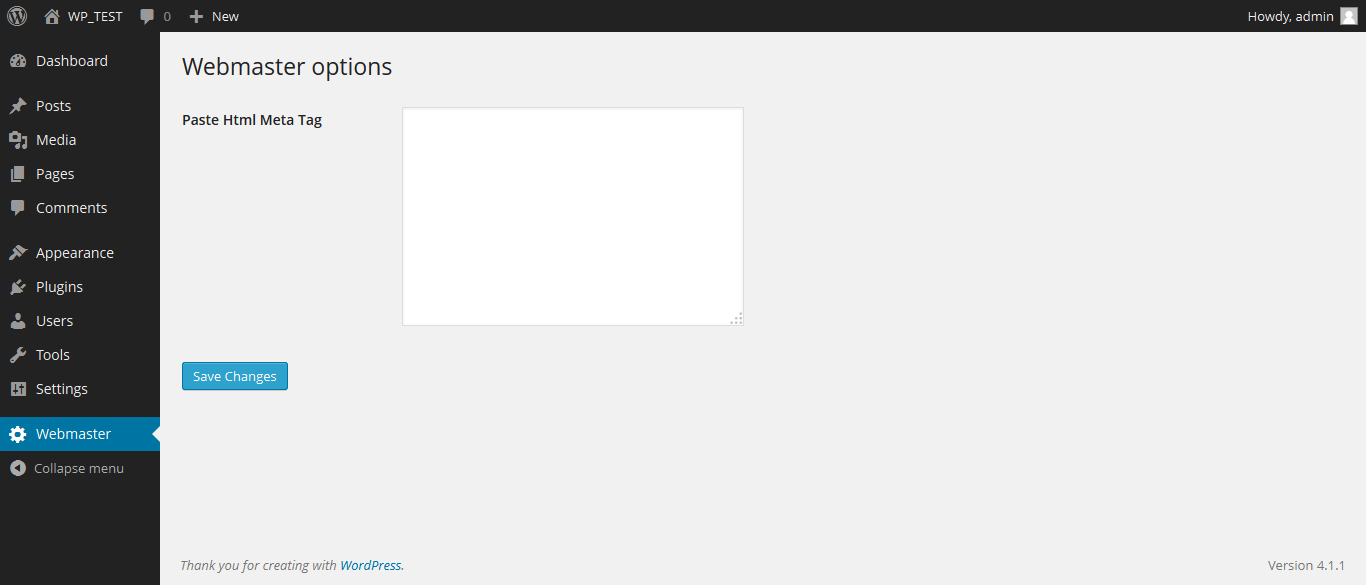 WP_TEST 0 New Howdy, admin
Dashboard
Posts
Media
Pages
Comments
Appearance
Plugins
Users
Tools
Settings
Webmaster
Collapse menu
Webmaster options
Paste Html Meta Tag
Save Changes
Thank you for creating with WordPress. Version 4.1.1